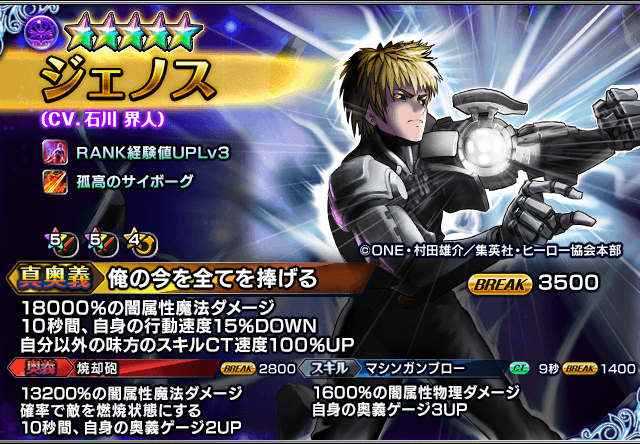 ジェノス
(CV.石川 界人)
RANK経験値UPLv3
孤高のサイボーグ
5 5 4
©ONE・村田雄介／集英社・ヒーロー協会本部
真奥義 俺の今を全てを捧げる BREAK 3500
18000%の闇属性魔法ダメージ
10秒間、自身の行動速度15%DOWN
自分以外の味方のスキルCT速度100%UP
奥義 焼却砲 BREAK 2800
13200%の闇属性魔法ダメージ
確率で敵を燃焼状態にする
10秒間、自身の奥義ゲージ2UP
スキル マシンガンブロー CT 9秒 BREAK 1400
1600%の闇属性物理ダメージ
自身の奥義ゲージ3UP